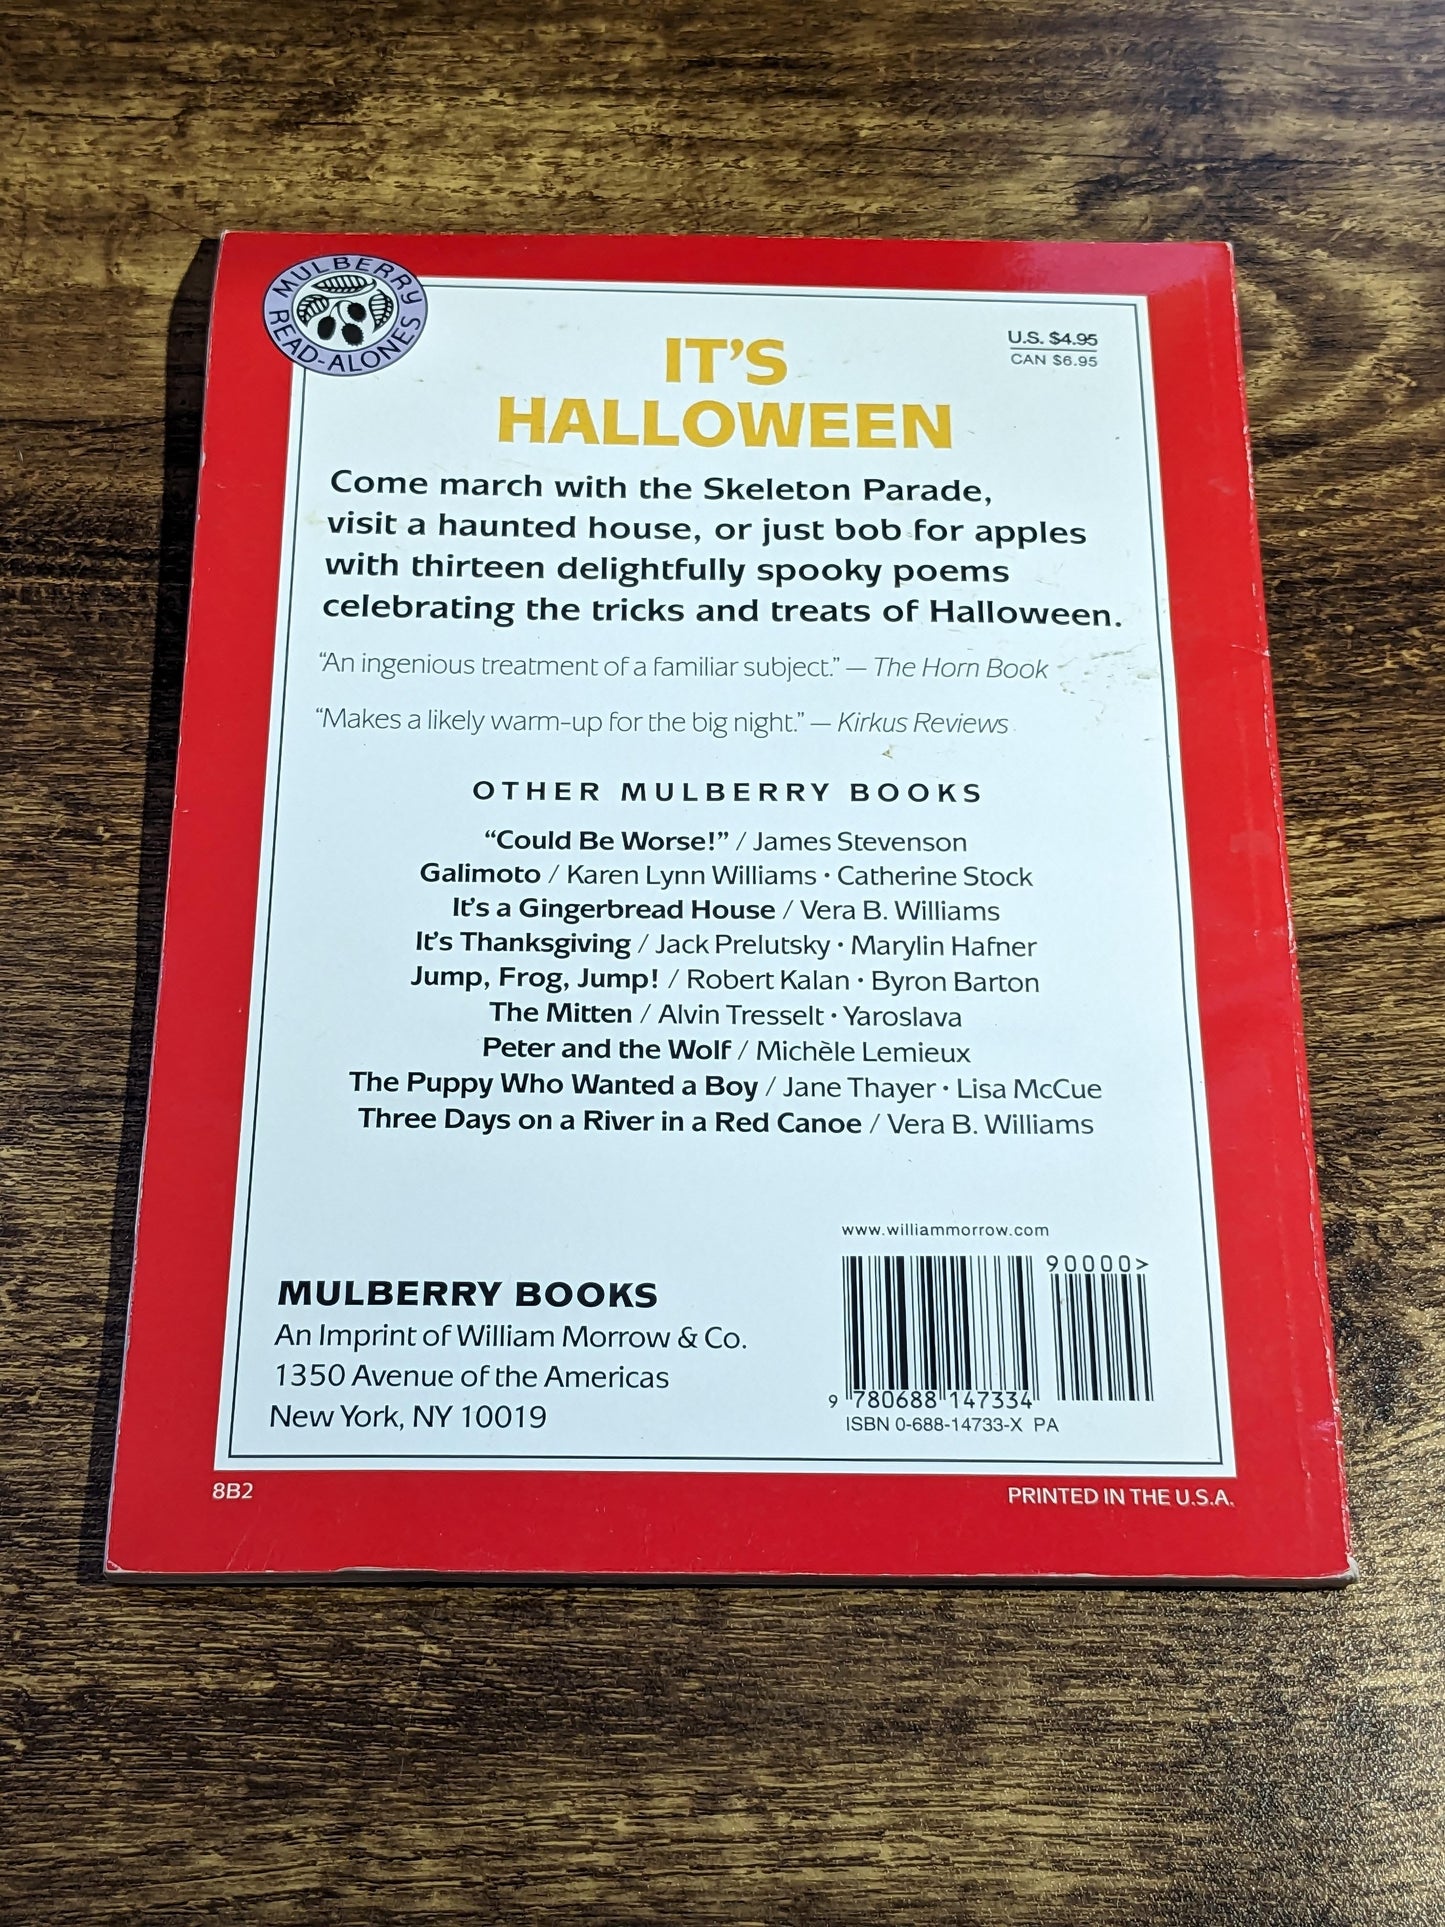 MULBERRY
READ-ALONES
U.S. $4.95
CAN $6.95
IT'S
HALLOWEEN
Come march with the Skeleton Parade,
visit a haunted house, or just bob for apples
with thirteen delightfully spooky poems
celebrating the tricks and treats of Halloween.
“An ingenious treatment of a familiar subject.” — The Horn Book
“Makes a likely warm-up for the big night.” — Kirkus Reviews
OTHER MULBERRY BOOKS
“Could Be Worse!” / James Stevenson
Galimoto / Karen Lynn Williams • Catherine Stock
It's a Gingerbread House / Vera B. Williams
It's Thanksgiving / Jack Prelutsky • Marylin Hafner
Jump, Frog, Jump! / Robert Kalan • Byron Barton
The Mitten / Alvin Tresselt • Yaroslava
Peter and the Wolf / Michèle Lemieux
The Puppy Who Wanted a Boy / Jane Thayer • Lisa McCue
Three Days on a River in a Red Canoe / Vera B. Williams
MULBERRY BOOKS
An Imprint of William Morrow & Co.
1350 Avenue of the Americas
New York, NY 10019
www.williammorrow.com
90000>
9 780688 147334
ISBN 0-688-14733-X PA
8B2
PRINTED IN THE U.S.A.